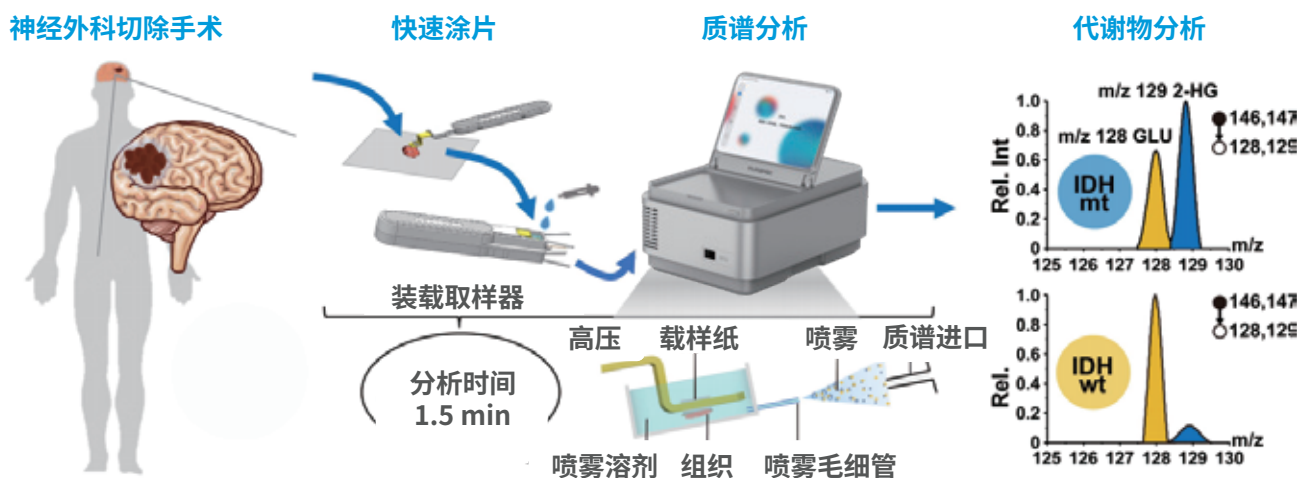 神经外科切除手术
快速涂片
质谱分析
代谢物分析
装载取样器
分析时间
1.5 min
高压
载样纸
喷雾
质谱进口
喷雾溶剂
组织
喷雾毛细管
m/z 129 2-HG
m/z 128 GLU
146,147
128,129
IDH
mt
Rel. Int
1.0
0.8
0.6
0.4
0.2
0
m/z
125 126 127 128 129 130
146,147
128,129
IDH
wt
Rel.
1.0
0.8
0.6
0.4
0.2
0
m/z
125 126 127 128 129 130